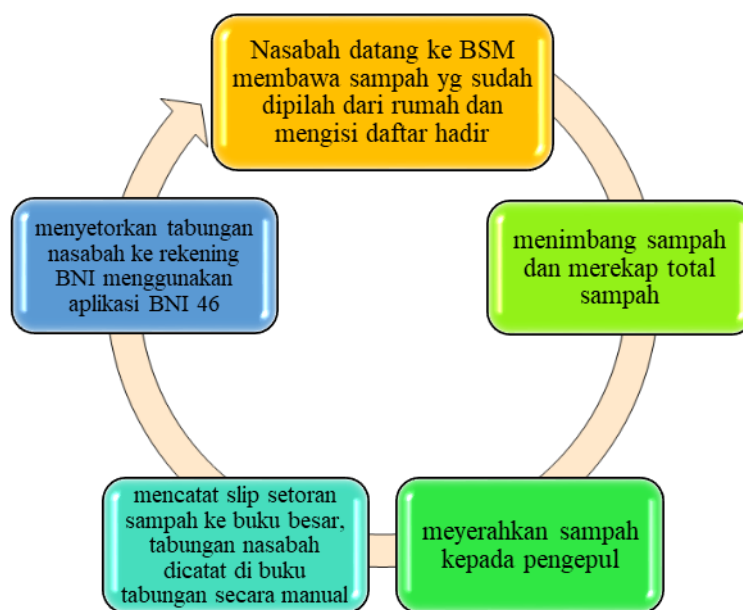 Nasabah datang ke BSM
membawa sampah yg sudah
dipilah dari rumah dan
mengisi daftar hadir
menimbang sampah
dan merekap total
sampah
meyerahkan sampah
kepada pengepul
mencatat slip setoran
sampah ke buku besar,
tabungan nasabah
dicatat di buku
tabungan secara manual
menyetorkan tabungan
nasabah ke rekening
BNI menggunakan
aplikasi BNI 46